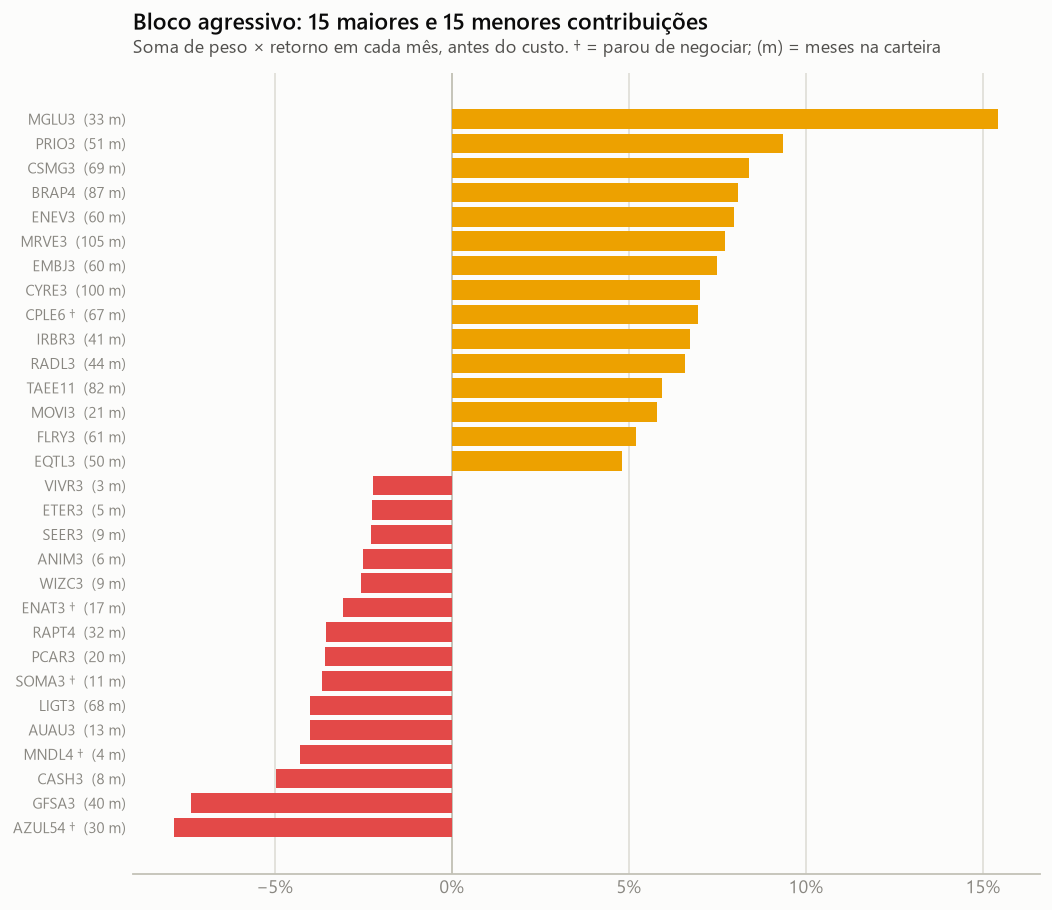 Bloco agressivo: 15 maiores e 15 menores contribuições
Soma de peso × retorno em cada mês, antes do custo. † = parou de negociar; (m) = meses na carteira
MGLU3 (33 m)
PRIO3 (51 m)
CSMG3 (69 m)
BRAP4 (87 m)
ENEV3 (60 m)
MRVE3 (105 m)
EMBJ3 (60 m)
CYRE3 (100 m)
CPLE6 † (67 m)
IRBR3 (41 m)
RADL3 (44 m)
TAEE11 (82 m)
MOVI3 (21 m)
FLRY3 (61 m)
EQTL3 (50 m)
VIVR3 (3 m)
ETER3 (5 m)
SEER3 (9 m)
ANIM3 (6 m)
WIZC3 (9 m)
ENAT3 † (17 m)
RAPT4 (32 m)
PCAR3 (20 m)
SOMA3 † (11 m)
LIGT3 (68 m)
AUAU3 (13 m)
MNDL4 † (4 m)
CASH3 (8 m)
GFSA3 (40 m)
AZUL54 † (30 m)
−5% 0% 5% 10% 15%